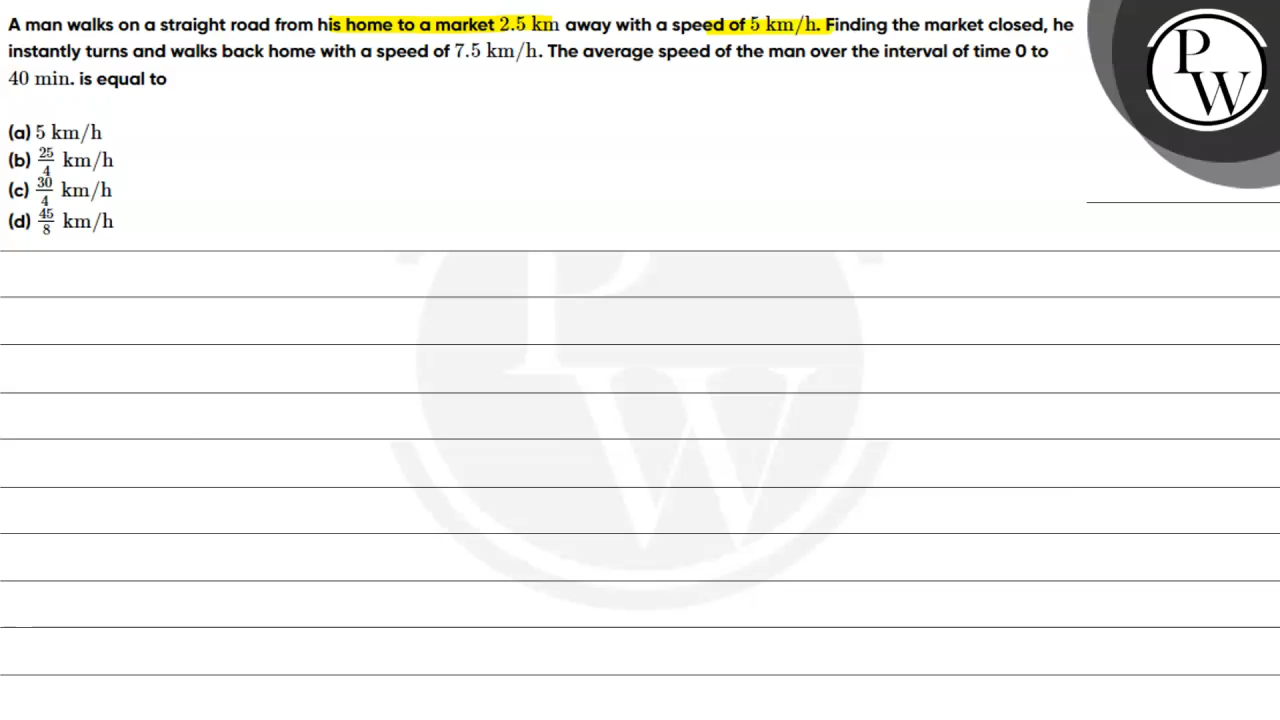 A man walks on a straight road from his home to a market 2.5 km away with a speed of 5 km/h. Finding the market closed, he
instantly turns and walks back home with a speed of 7.5 km/h. The average speed of the man over the interval of time 0 to
40 min. is equal to
(a) 5 km/h
(b) 25/4 km/h
(c) 30/4 km/h
(d) 45/8 km/h
P
W
P
W